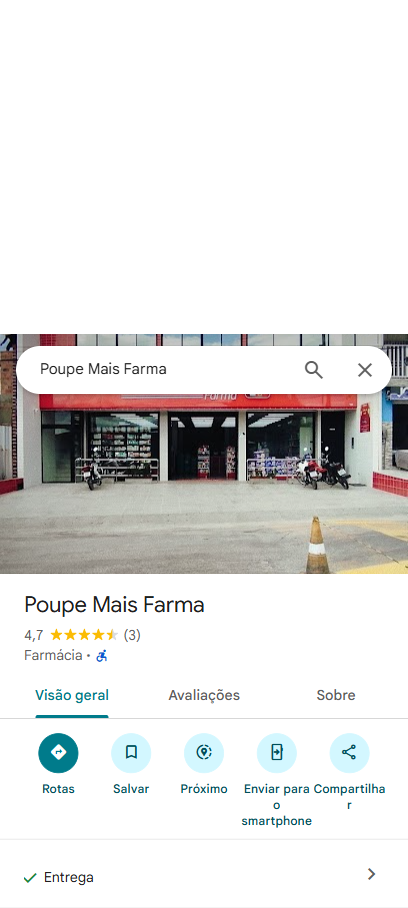 Poupe Mais Farma
Farma
Poupe Mais Farma
4,7 (3)
Farmácia ·
Visão geral Avaliações Sobre
Rotas Salvar Próximo Enviar para o smartphone Compartilhar
Entrega